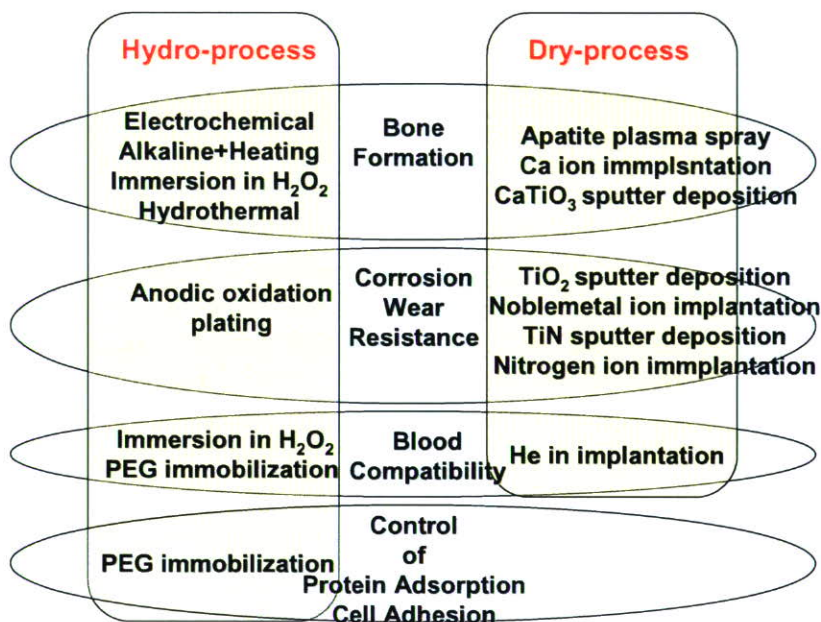 Hydro-process
Dry-process
Electrochemical
Alkaline+Heating
Immersion in H₂O₂
Hydrothermal
Bone
Formation
Apatite plasma spray
Ca ion immplsntation
CaTiO₃ sputter deposition
Anodic oxidation
plating
Corrosion
Wear
Resistance
TiO₂ sputter deposition
Noblemetal ion implantation
TiN sputter deposition
Nitrogen ion immplantation
Immersion in H₂O₂
PEG immobilization
Blood
Compatibility
He in implantation
PEG immobilization
Control
of
Protein Adsorption
Cell Adhesion